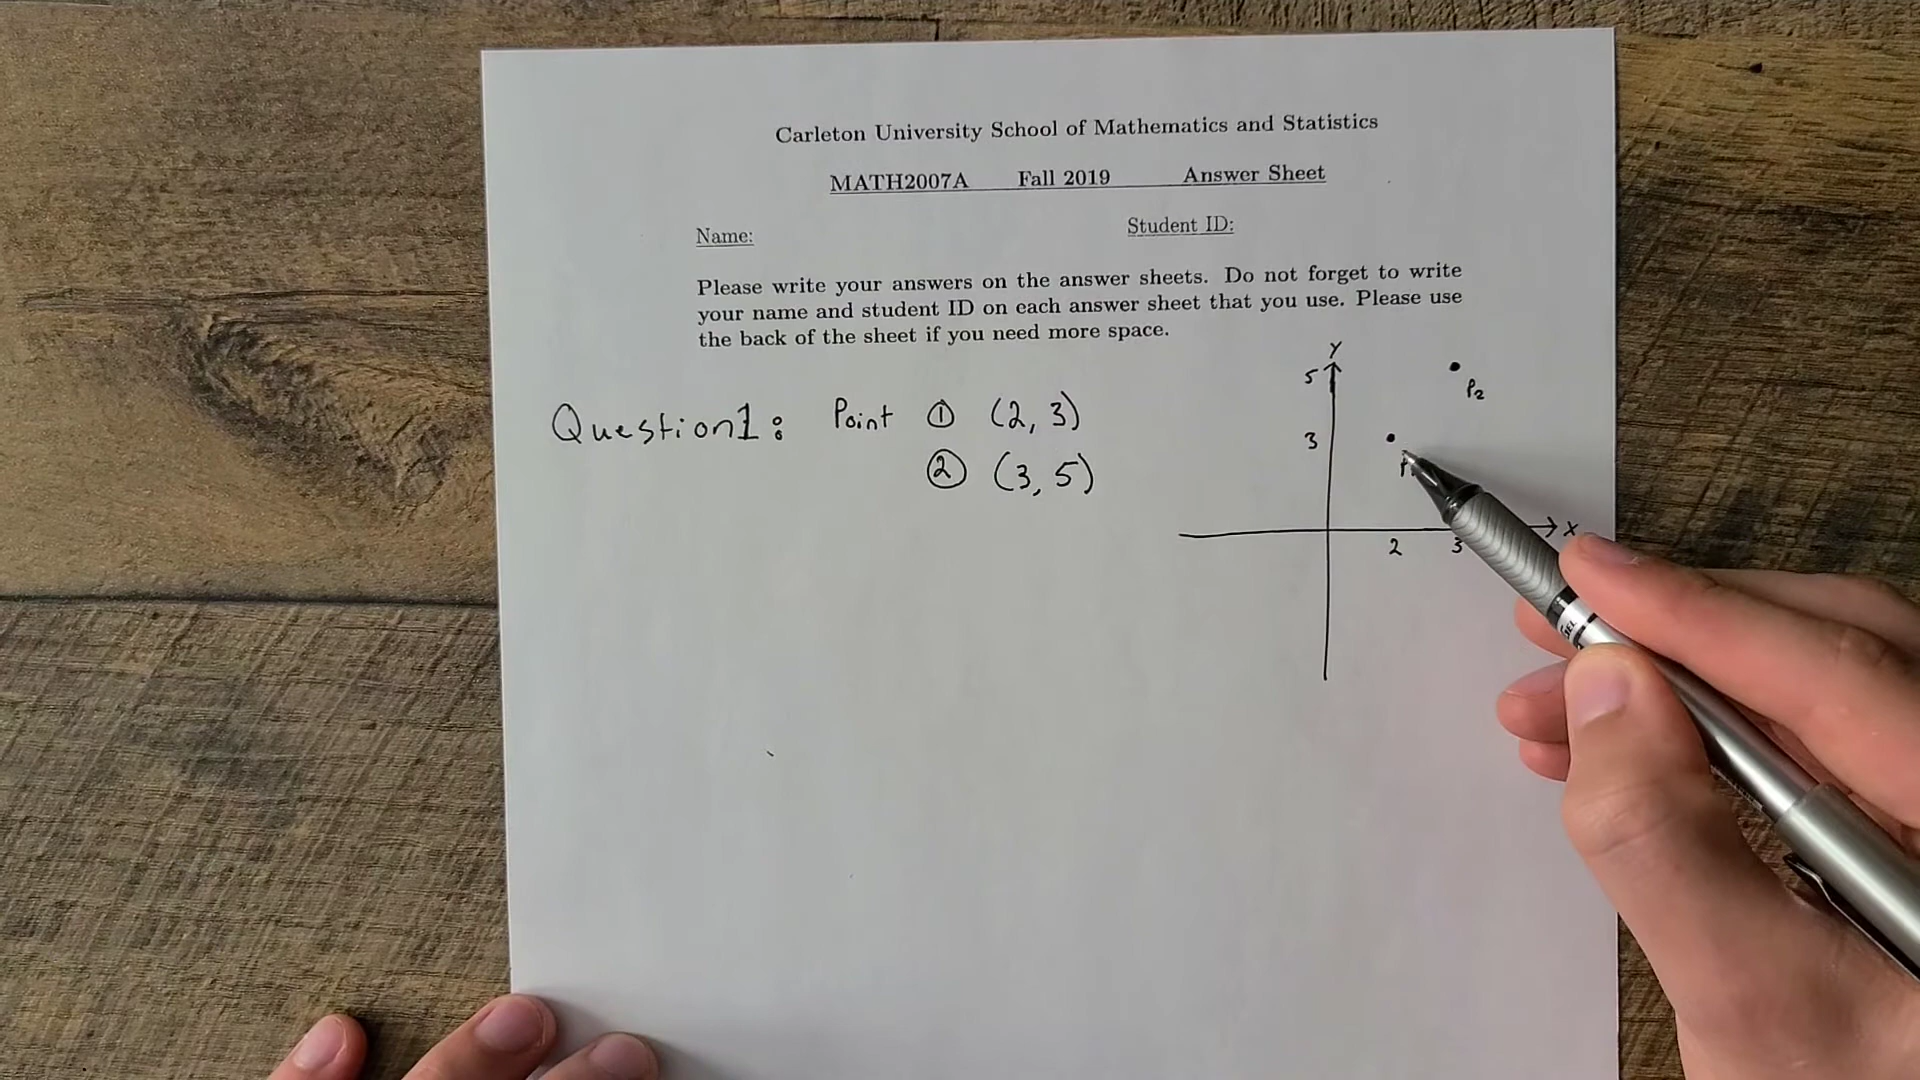 Carleton University School of Mathematics and Statistics
MATH2007A Fall 2019 Answer Sheet
Name: Student ID:
Please write your answers on the answer sheets. Do not forget to write
your name and student ID on each answer sheet that you use. Please use
the back of the sheet if you need more space.
Question1: Point ① (2, 3)
② (3, 5)
Y
5
P2
3
X
2 3